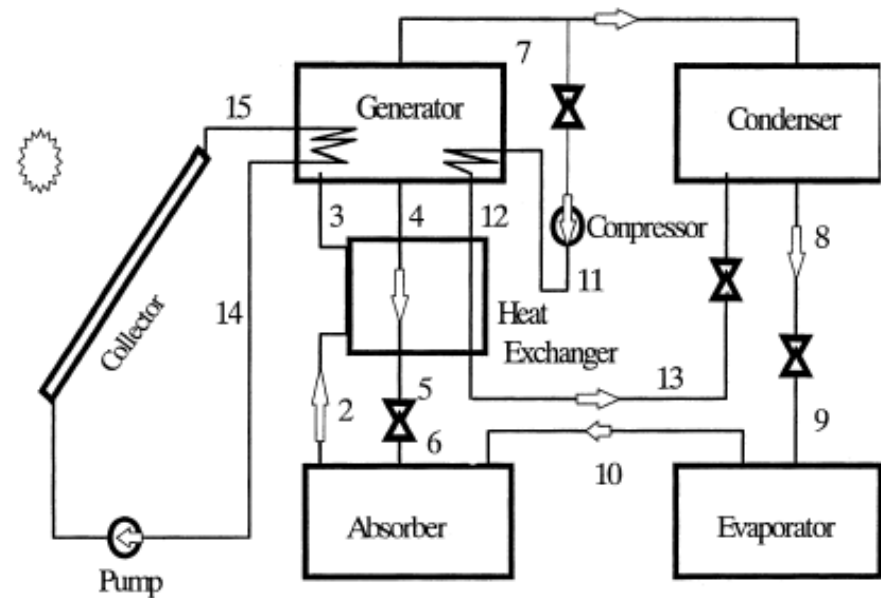 7
Generator
Condenser
15
3
4
12
Conpressor
8
11
14
Collector
Heat
Exchanger
13
5
2
9
6
10
Absorber
Evaporator
Pump